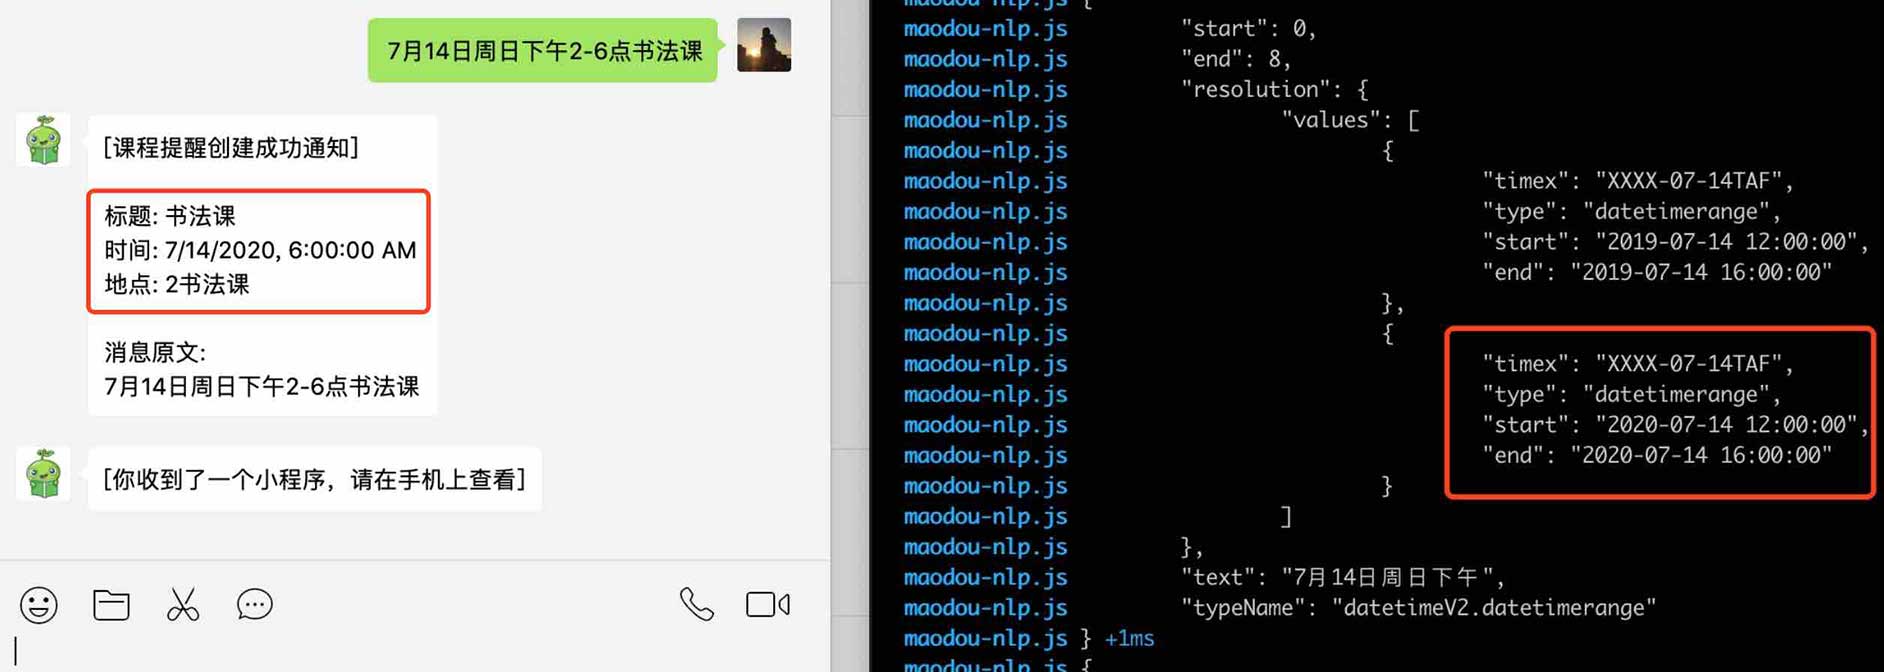 7月14日周日下午2-6点书法课
[课程提醒创建成功通知]
标题: 书法课
时间: 7/14/2020, 6:00:00 AM
地点: 2书法课
消息原文:
7月14日周日下午2-6点书法课
[你收到了一个小程序，请在手机上查看]
maodou-nlp.js {
maodou-nlp.js "start": 0,
maodou-nlp.js "end": 8,
maodou-nlp.js "resolution": {
maodou-nlp.js "values": [
maodou-nlp.js {
maodou-nlp.js "timex": "XXXX-07-14TAF",
maodou-nlp.js "type": "datetimerange",
maodou-nlp.js "start": "2019-07-14 12:00:00",
maodou-nlp.js "end": "2019-07-14 16:00:00"
maodou-nlp.js },
maodou-nlp.js {
maodou-nlp.js "timex": "XXXX-07-14TAF",
maodou-nlp.js "type": "datetimerange",
maodou-nlp.js "start": "2020-07-14 12:00:00",
maodou-nlp.js "end": "2020-07-14 16:00:00"
maodou-nlp.js }
maodou-nlp.js ]
maodou-nlp.js },
maodou-nlp.js "text": "7月14日周日下午",
maodou-nlp.js "typeName": "datetimeV2.datetimerange"
maodou-nlp.js } +1ms
maodou-nlp.js {